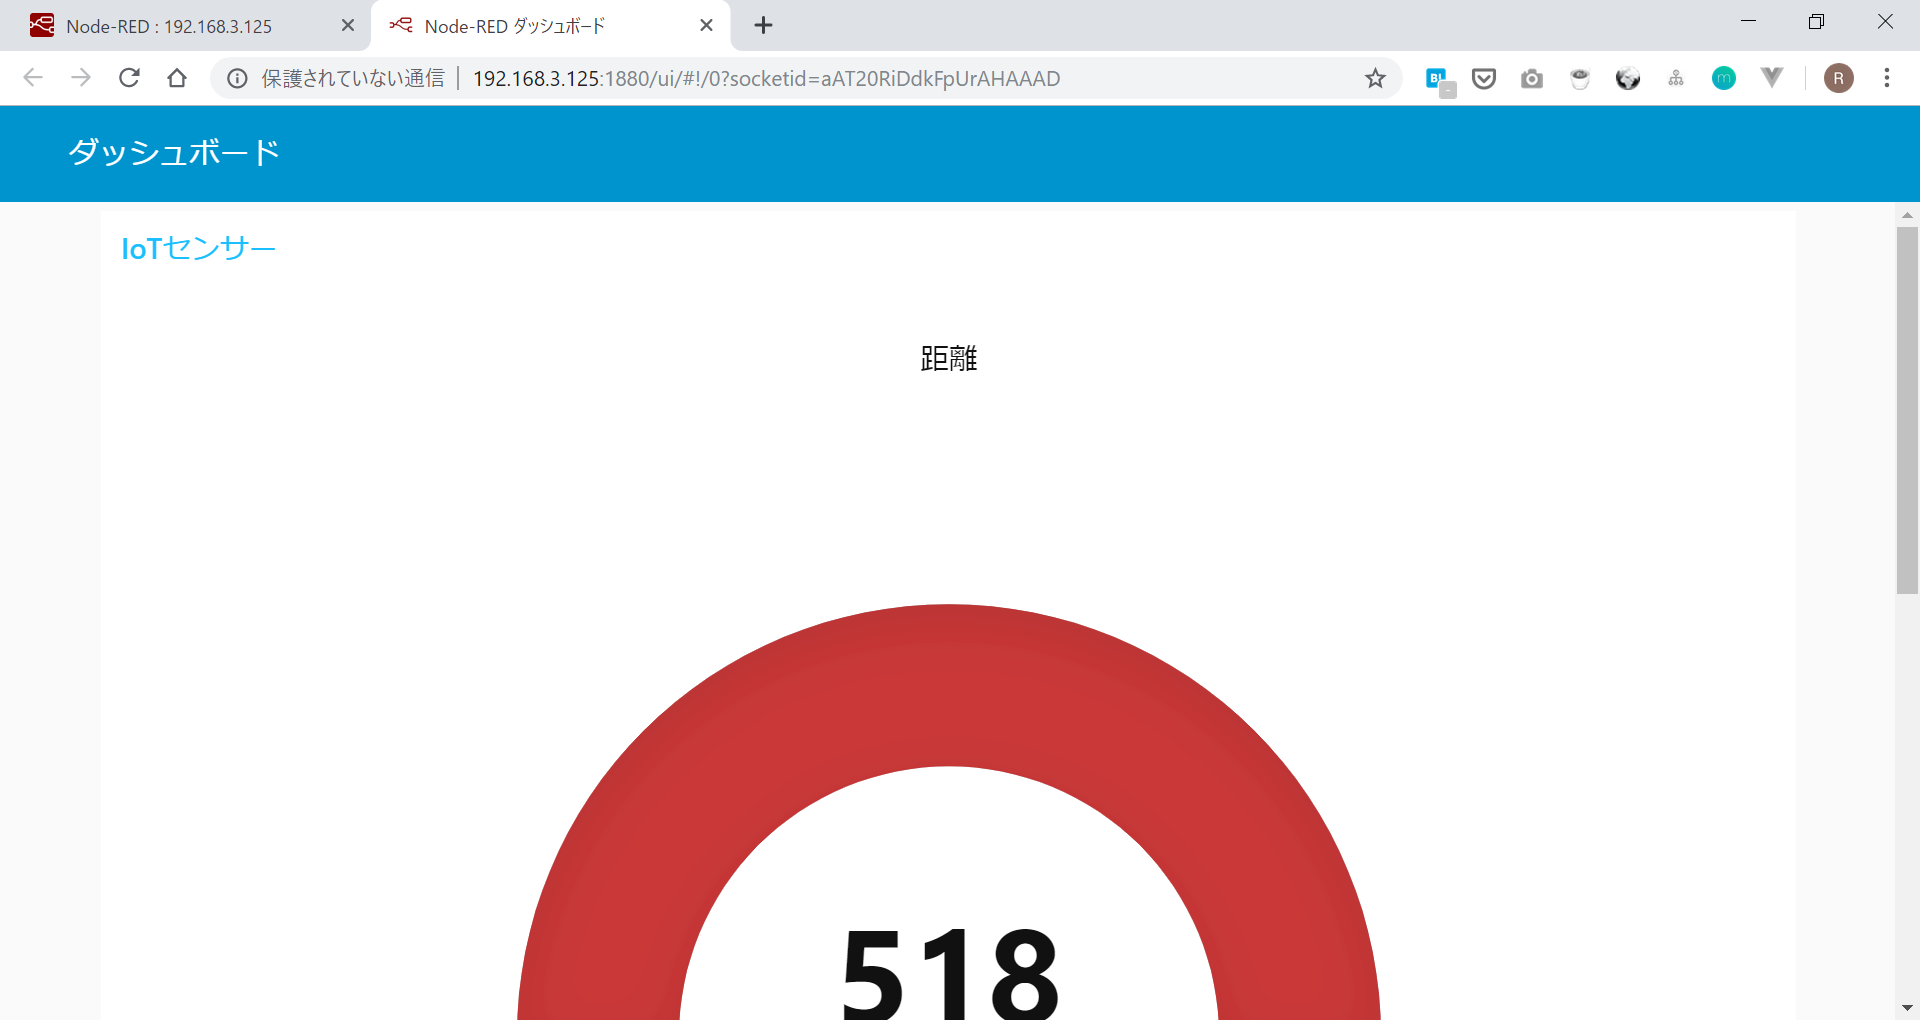 Node-RED : 192.168.3.125
Node-RED ダッシュボード
保護されていない通信 | 192.168.3.125:1880/ui/#!/0?socketid=aAT20RiDdkFpUrAHAAAD
B!
m
R
ダッシュボード
IoTセンサー
距離
518